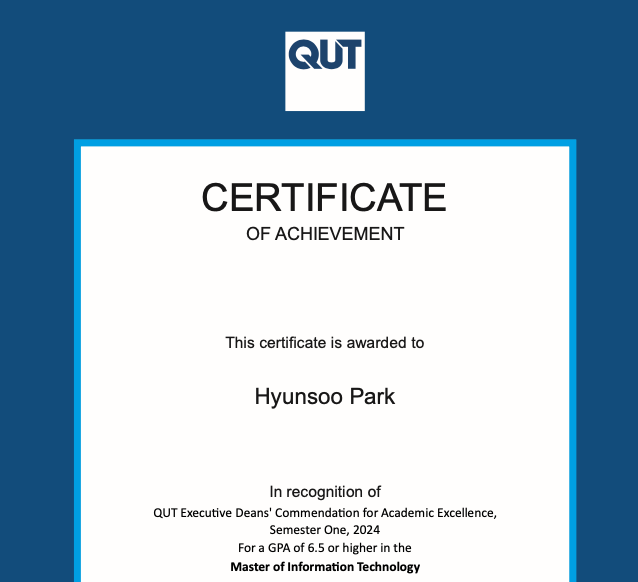 QUT
CERTIFICATE
OF ACHIEVEMENT
This certificate is awarded to
Hyunsoo Park
In recognition of
QUT Executive Deans' Commendation for Academic Excellence,
Semester One, 2024
For a GPA of 6.5 or higher in the
Master of Information Technology